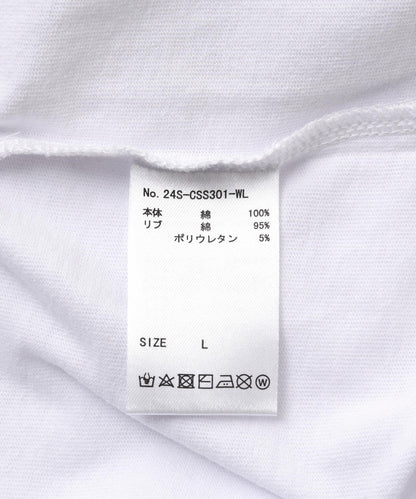 No. 24S-CSS301-WL
本体 綿 100%
リブ 綿 95%
ポリウレタン 5%
SIZE L